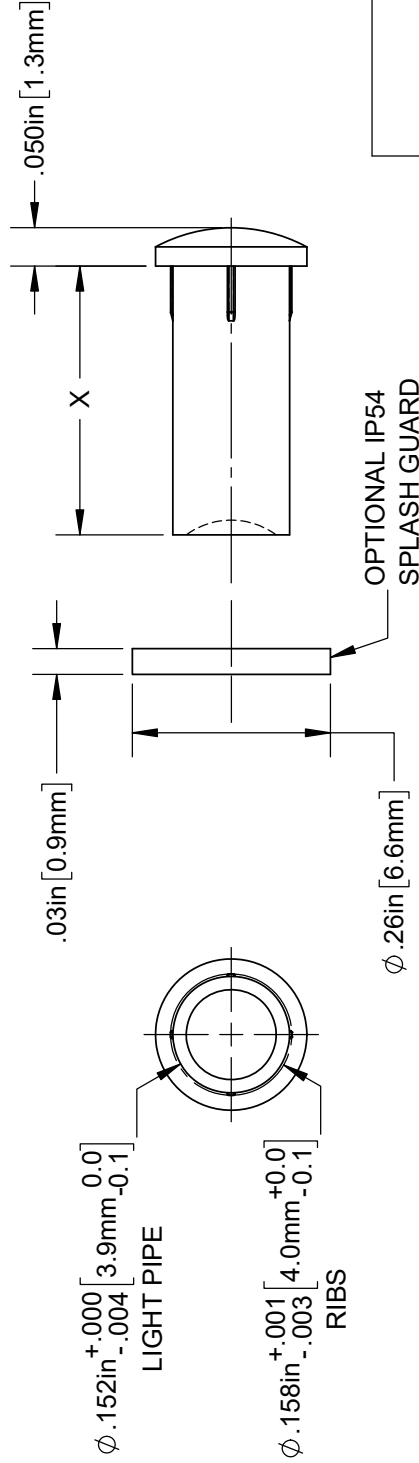 .050in [1.3mm]
X
OPTIONAL IP54
SPLASH GUARD
.03in [0.9mm]
⌀.26in [6.6mm]
⌀.152in +.000 -.004 [3.9mm 0.0 -0.1]
LIGHT PIPE
⌀.158in +.001 -.003 [4.0mm +0.0 -0.1]
RIBS